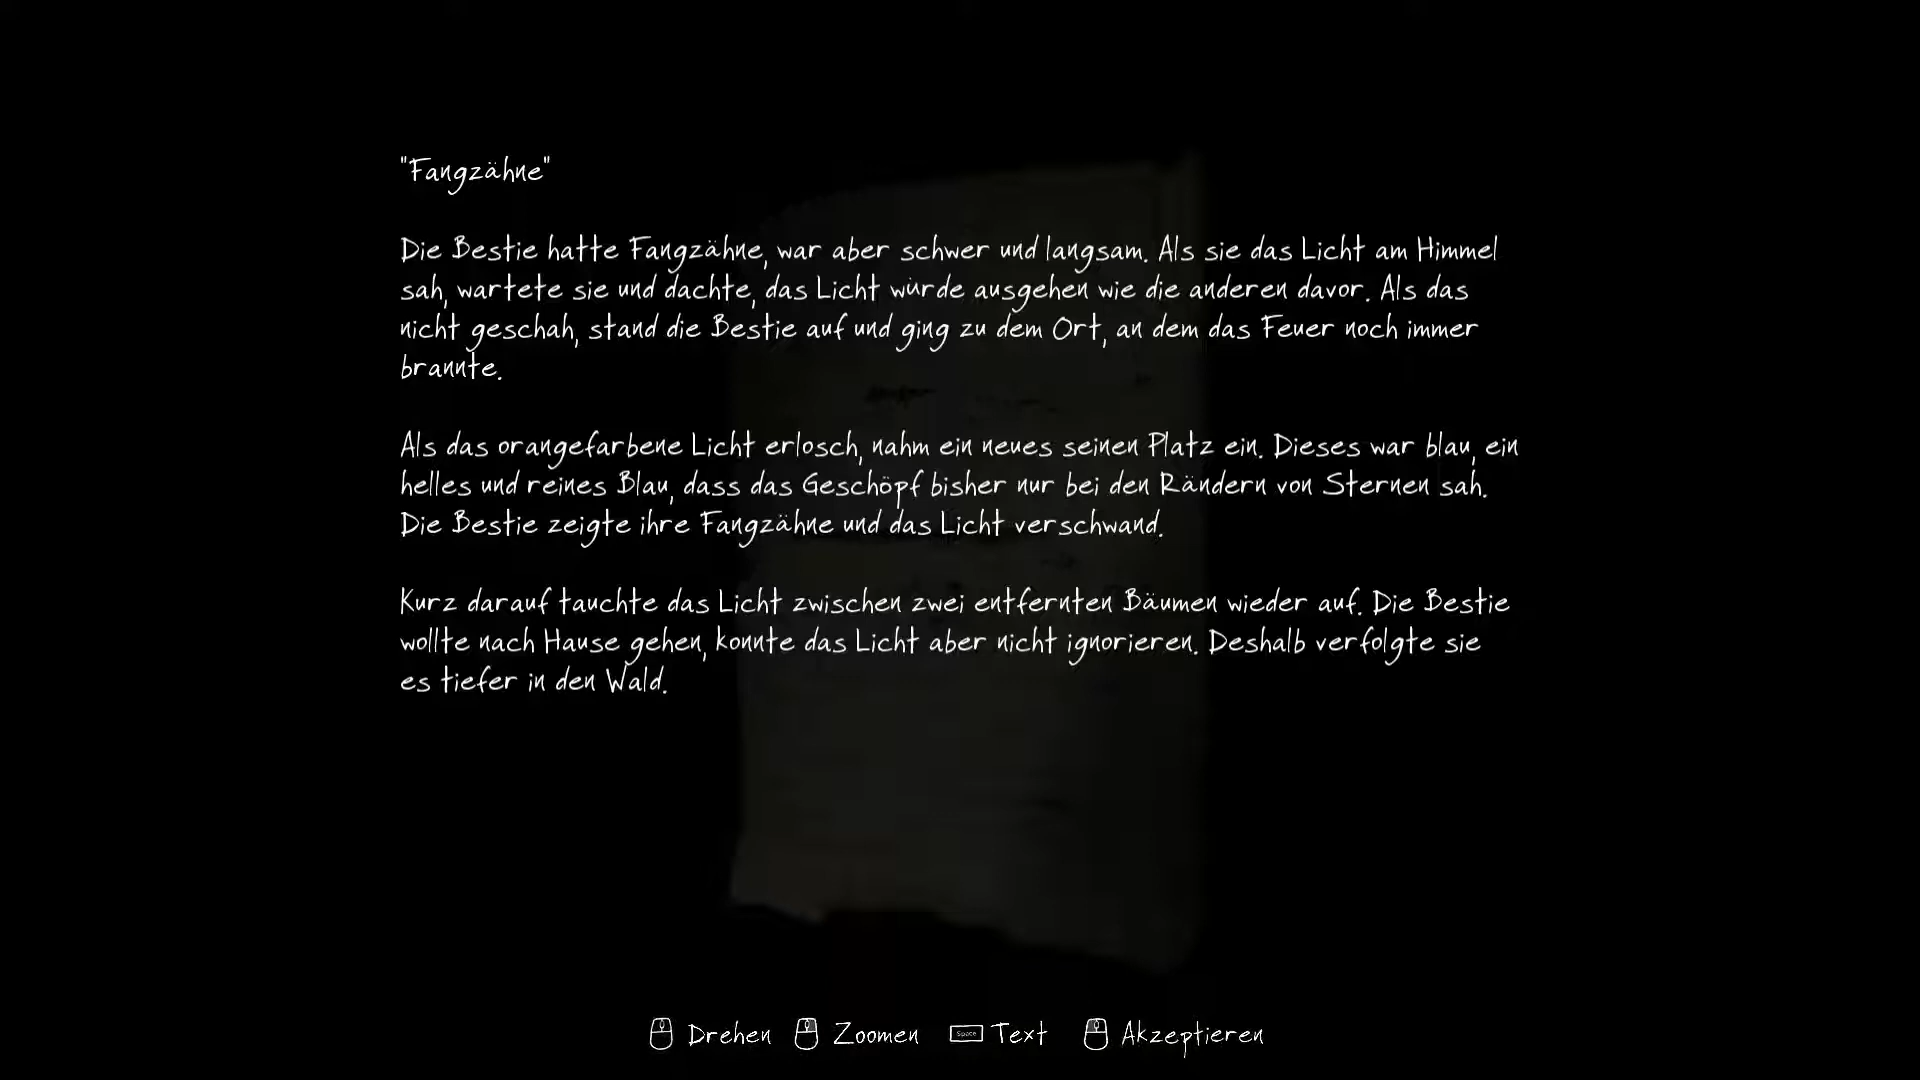 "Fangzähne"
Die Bestie hatte Fangzähne, war aber schwer und langsam. Als sie das Licht am Himmel
sah, wartete sie und dachte, das Licht würde ausgehen wie die anderen davor. Als das
nicht geschah, stand die Bestie auf und ging zu dem Ort, an dem das Feuer noch immer
brannte.
Als das orangefarbene Licht erlosch, nahm ein neues seinen Platz ein. Dieses war blau, ein
helles und reines Blau, dass das Geschöpf bisher nur bei den Rändern von Sternen sah.
Die Bestie zeigte ihre Fangzähne und das Licht verschwand.
Kurz darauf tauchte das Licht zwischen zwei entfernten Bäumen wieder auf. Die Bestie
wollte nach Hause gehen, konnte das Licht aber nicht ignorieren. Deshalb verfolgte sie
es tiefer in den Wald.
Drehen Zoomen Space Text Akzeptieren